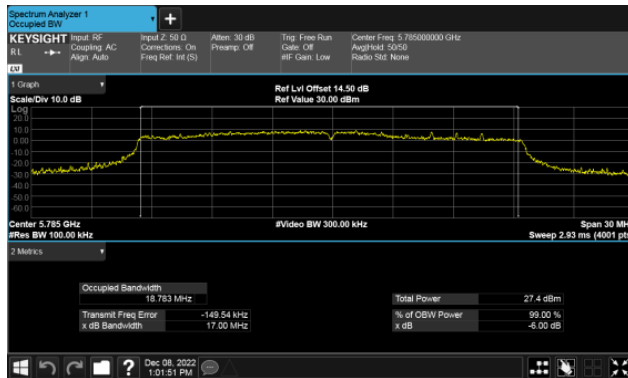 Spectrum Analyzer 1
Occupied BW
+
KEYSIGHT Input: RF Input Z: 50 Ω Atten: 30 dB Trig: Free Run Center Freq: 5.785000000 GHz
RL Coupling: AC Corrections: On Preamp: Off Gate: Off Avg|Hold: 50/50
Align: Auto Freq Ref: Int (S) #IF Gain: Low Radio Std: None
LXI
1 Graph
Ref Lvl Offset 14.50 dB
Scale/Div 10.0 dB Ref Value 30.00 dBm
Log
20.0
10.0
0.00
-10.0
-20.0
-30.0
-40.0
-50.0
-60.0
Center 5.785 GHz #Video BW 300.00 kHz Span 30 MH
#Res BW 100.00 kHz Sweep 2.93 ms (4001 pts
2 Metrics
Occupied Bandwidth
18.783 MHz Total Power 27.4 dBm
Transmit Freq Error -149.54 kHz % of OBW Power 99.00 %
x dB Bandwidth 17.00 MHz x dB -6.00 dB
? Dec 08, 2022
1:01:51 PM